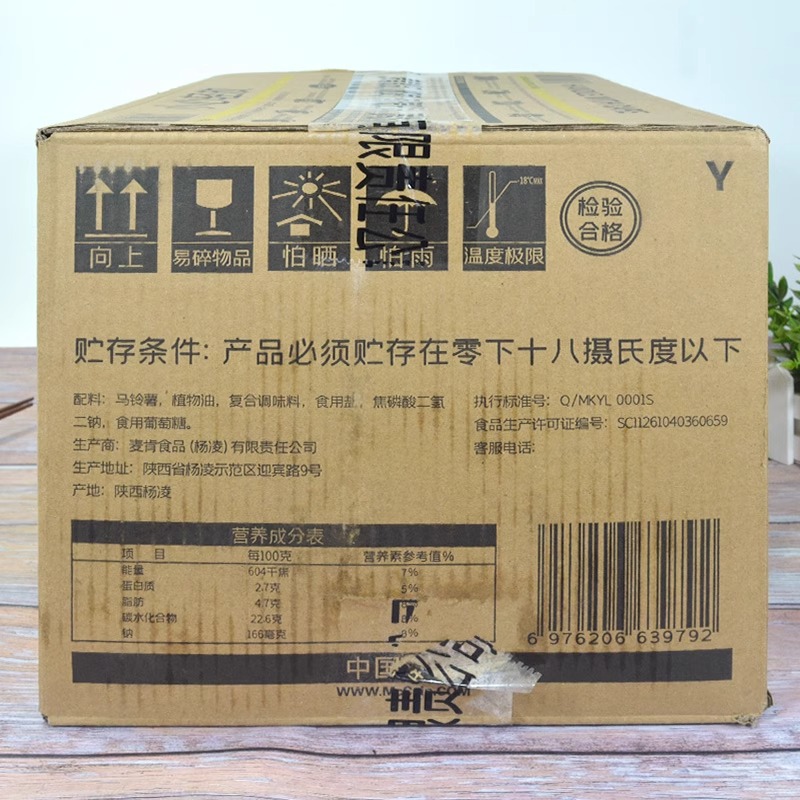 Y
-18℃MAX
向上
易碎物品
怕晒
怕雨
温度极限
检验
合格
限责任公
贮存条件: 产品必须贮存在零下十八摄氏度以下
配料: 马铃薯, 植物油, 复合调味料, 食用盐, 焦磷酸二氢
二钠, 食用葡萄糖。
生产商: 麦肯食品 (杨凌) 有限责任公司
生产地址: 陕西省杨凌示范区迎宾路9号
产地: 陕西杨凌
执行标准号: Q/MKYL 0001S
食品生产许可证编号: SC11261040360659
客服电话:
营养成分表
项 目 每100克 营养素参考值%
能量 604千焦 7%
蛋白质 2.7克 5%
脂肪 4.7克
碳水化合物 22.6克 8%
钠 166毫克 8%
6 976206 639792
中国